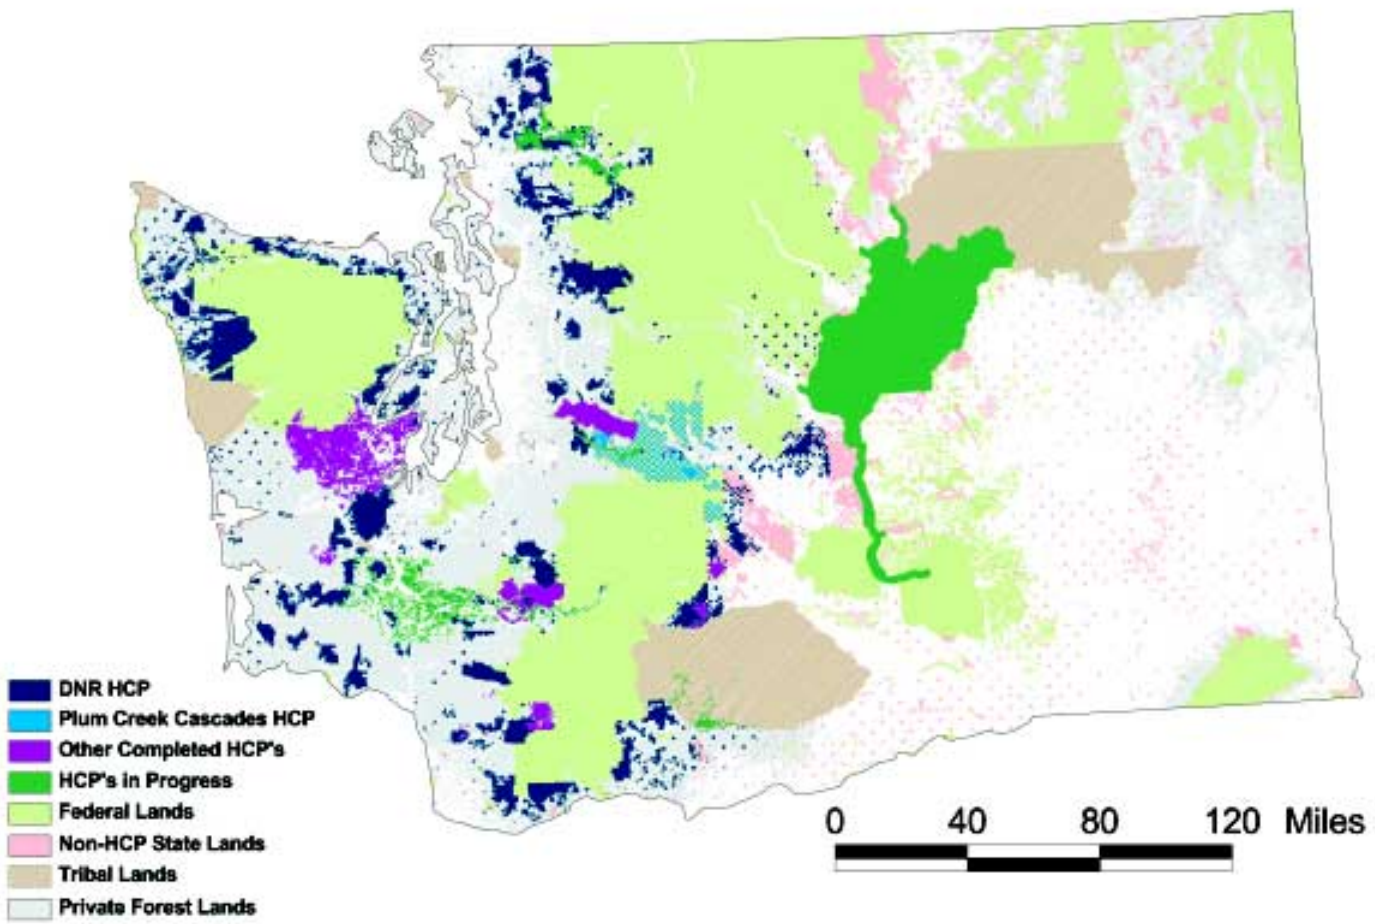 DNR HCP
Plum Creek Cascades HCP
Other Completed HCP's
HCP's in Progress
Federal Lands
Non-HCP State Lands
Tribal Lands
Private Forest Lands
0 40 80 120 Miles